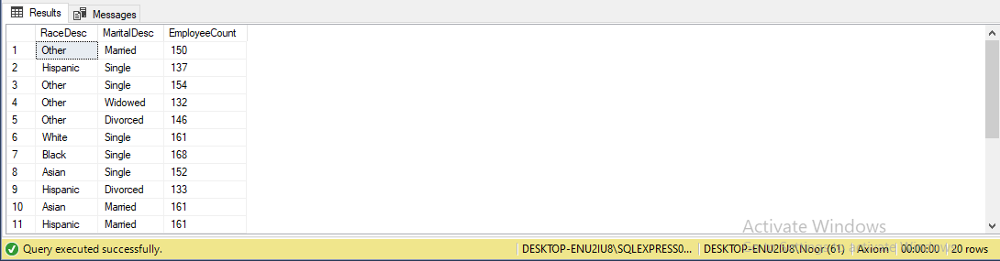 Results Messages
RaceDesc MaritalDesc EmployeeCount
1 Other Married 150
2 Hispanic Single 137
3 Other Single 154
4 Other Widowed 132
5 Other Divorced 146
6 White Single 161
7 Black Single 168
8 Asian Single 152
9 Hispanic Divorced 133
10 Asian Married 161
11 Hispanic Married 161
Activate Windows
Query executed successfully. DESKTOP-ENU2IU8\SQLEXPRESS0... DESKTOP-ENU2IU8\Noor (61) Axiom 00:00:00 20 rows